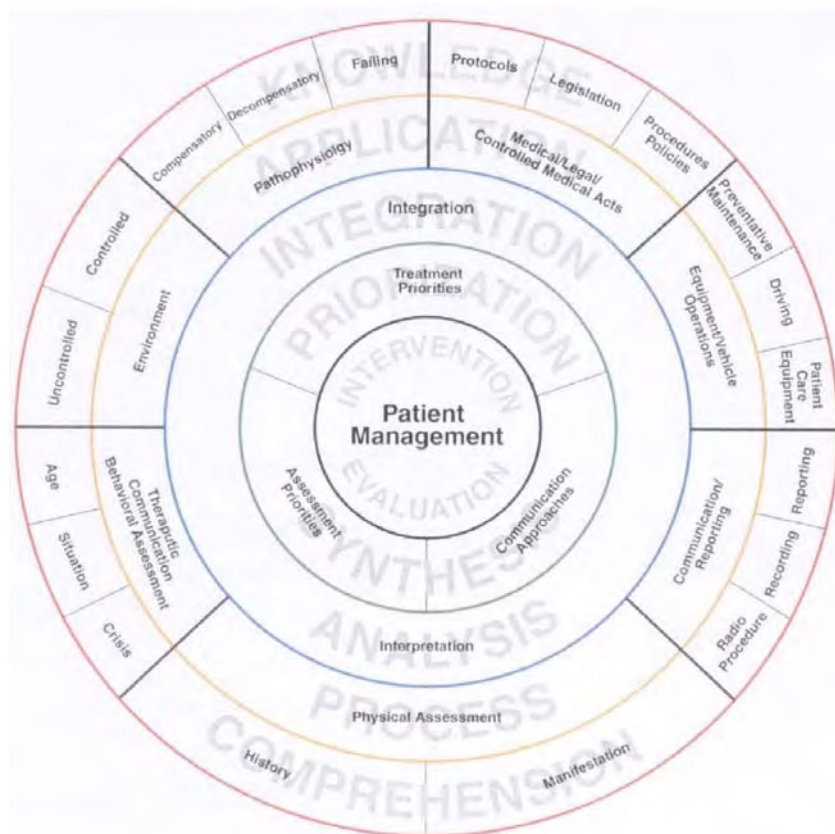 KNOWLEDGE
Compensatory
Decompensatory
Failing
Protocols
Legislation
Procedures
Policies
Preventative
Maintenance
Driving
Patient
Care
Equipment
Reporting
Recording
Radio
Procedure
Manifestation
History
Crisis
Situation
Age
Uncontrolled
Controlled
COMPREHENSION
APPLICATION
Pathophysiolgy
Medical/Legal/
Controlled Medical Acts
Equipment/Vehicle
Operations
Communication/
Reporting
Physical Assessment
Theraputic
Communication
Behavioral Assessment
Environment
PROCESS
INTEGRATION
Integration
ANALYSIS
Interpretation
PRIORIZATION
Treatment
Priorities
Communication
Approaches
Assessment
Priorities
SYNTHESIS
INTERVENTION
Patient
Management
EVALUATION